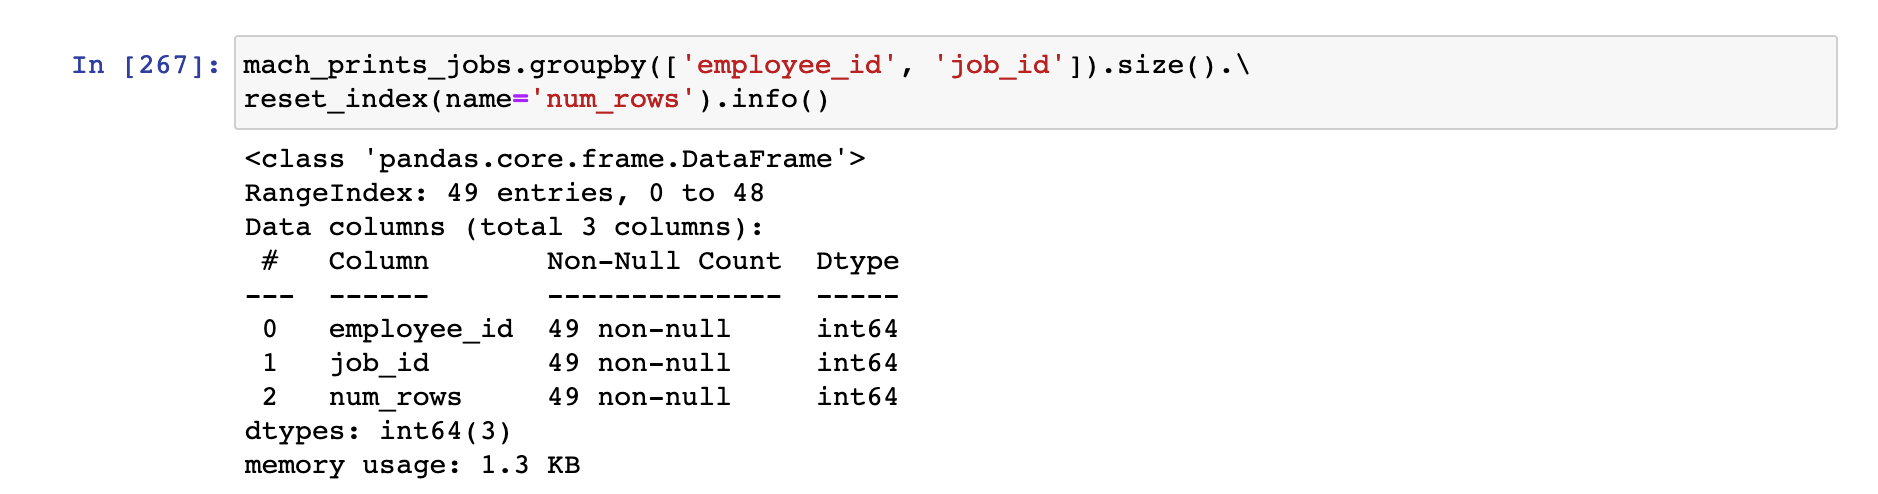 In [267]: mach_prints_jobs.groupby(['employee_id', 'job_id']).size().\
reset_index(name='num_rows').info()
<class 'pandas.core.frame.DataFrame'>
RangeIndex: 49 entries, 0 to 48
Data columns (total 3 columns):
 #   Column       Non-Null Count  Dtype
---  ------       --------------  -----
 0   employee_id  49 non-null     int64
 1   job_id       49 non-null     int64
 2   num_rows     49 non-null     int64
dtypes: int64(3)
memory usage: 1.3 KB